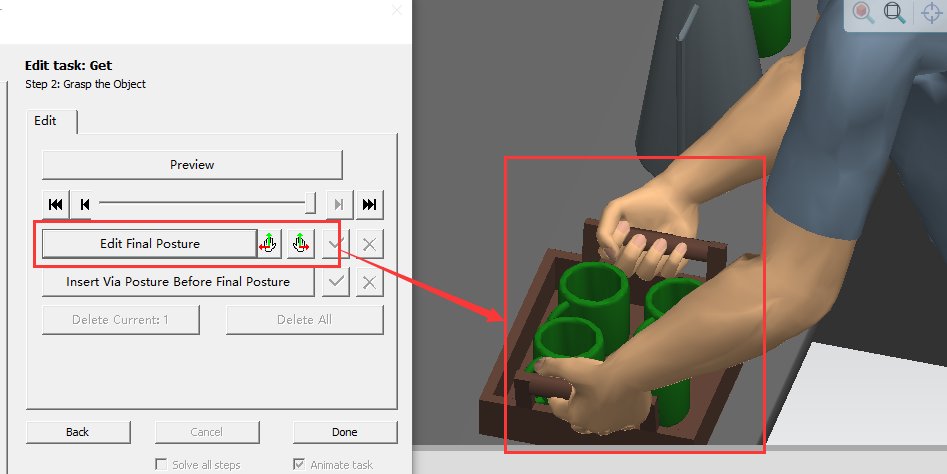 Edit task: Get
Step 2: Grasp the Object
Edit
Preview
Edit Final Posture
Insert Via Posture Before Final Posture
Delete Current: 1
Delete All
Back
Cancel
Done
Solve all steps
Animate task